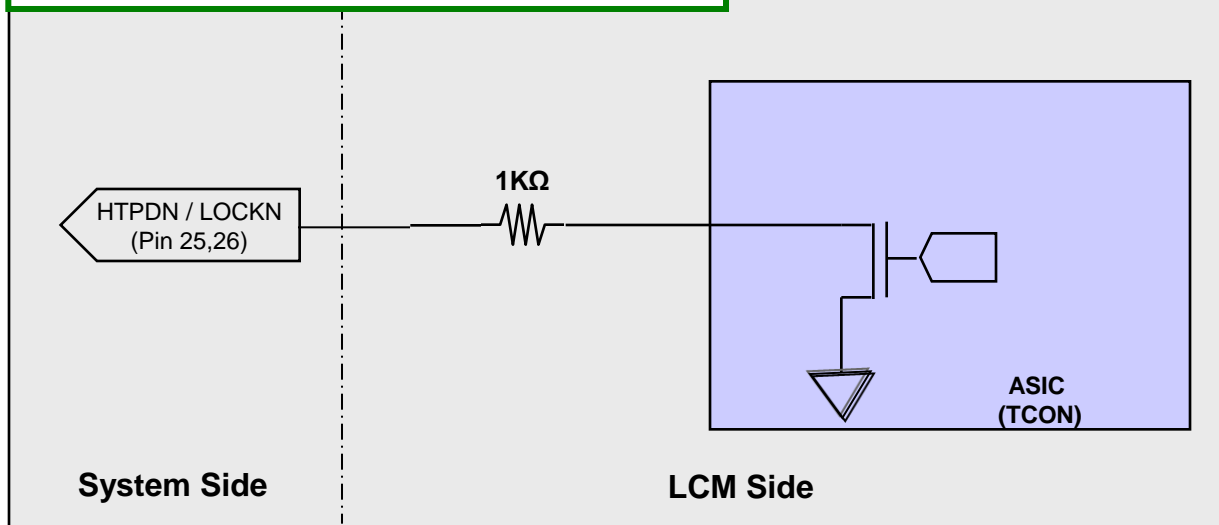 1KΩ
HTPDN / LOCKN
(Pin 25,26)
ASIC
(TCON)
System Side
LCM Side